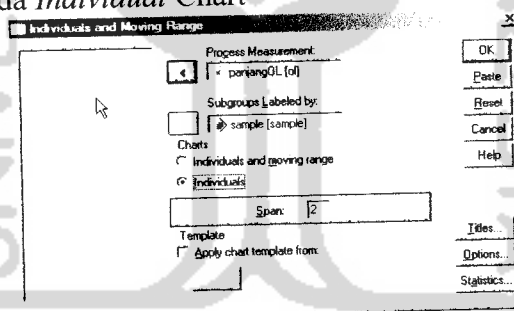 da Individual Chart
Individuals and Moving Range
Process Measurement:
panjangGL [ol]
Subgroups Labeled by:
sample [sample]
Charts
Individuals and moving range
Individuals
Span: 2
Template
Apply chart template from:
OK
Paste
Reset
Cancel
Help
Titles...
Options...
Statistics...